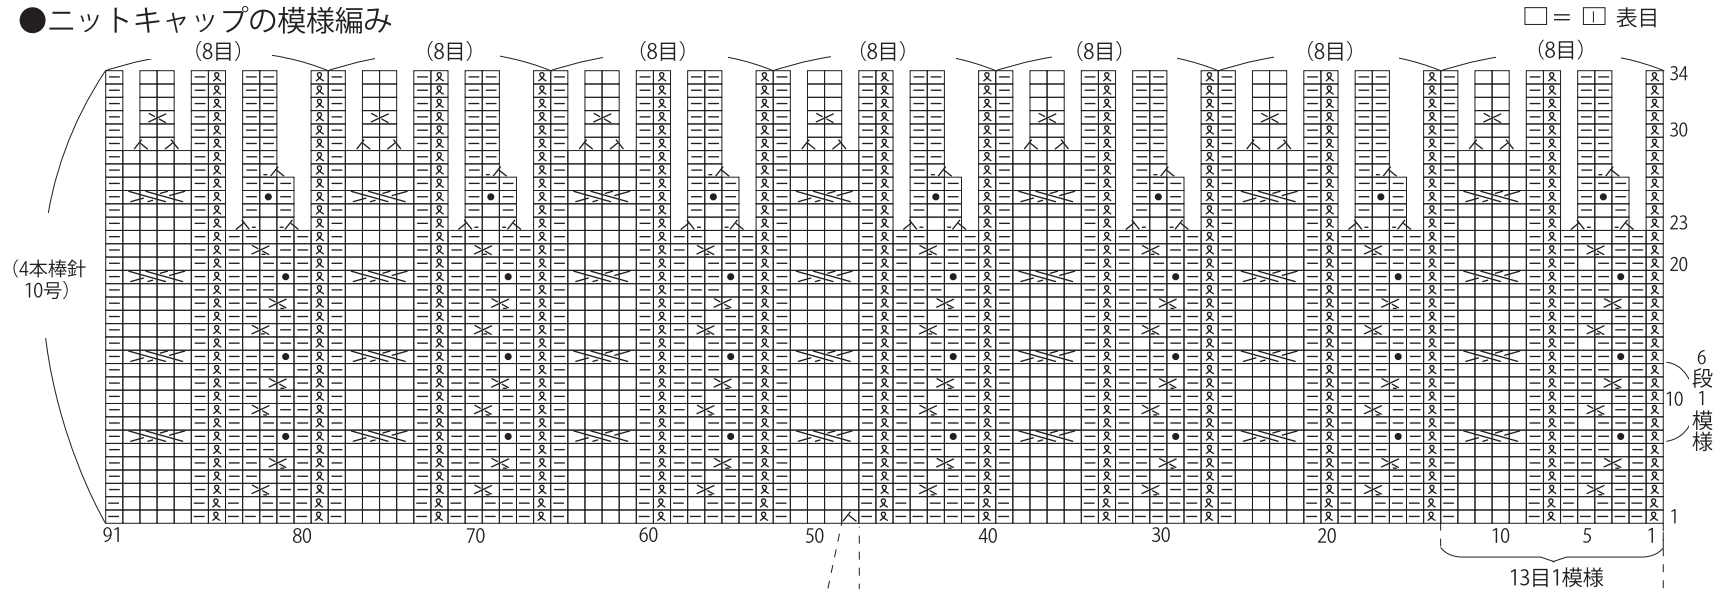 ●ニットキャップの模様編み
□=□ 表目
(8目) (8目) (8目) (8目) (8目) (8目) (8目)
34
30
23
(4本棒針
10号)
20
6段1模様
10
1
91 80 70 60 50 40 30 20 10 5 1
13目1模様